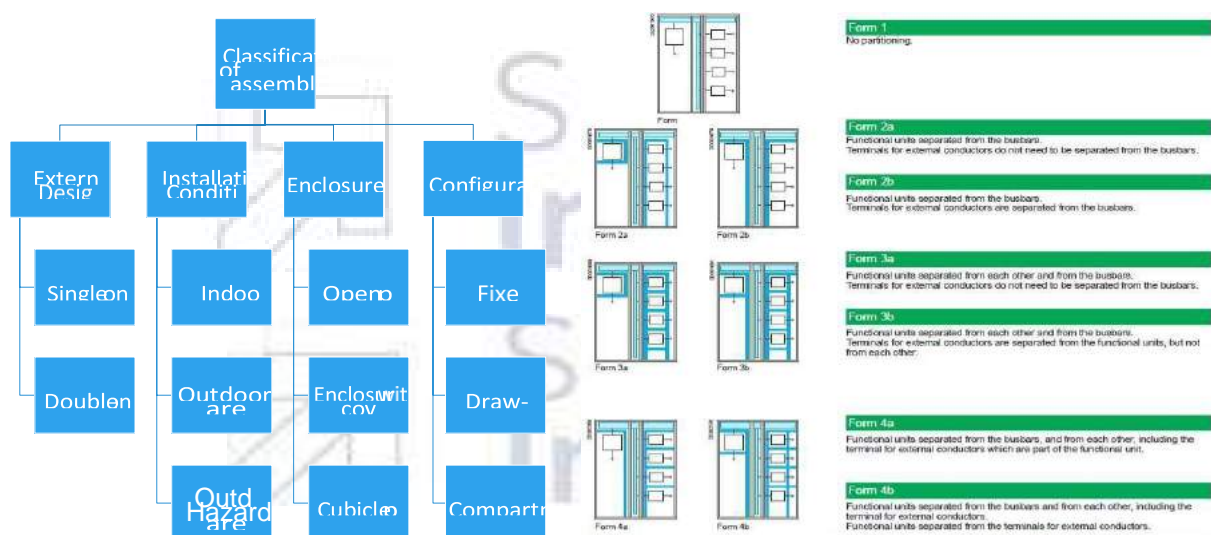 Classificat
of
assembl
Extern
Desig
Installati
Conditi
Enclosure
Configura
Single on
Indoo
Open p
Fixe
Double on
Outdoor
are
Enclosur wit
cov
Draw-
Outd
Hazard
are
Cubicle p
Compartr
Form
Form 2a
Form 2b
Form 3a
Form 3b
Form 4a
Form 4b
Form 1
No partitioning.
Form 2a
Functional units separated from the busbars.
Terminals for external conductors do not need to be separated from the busbars.
Form 2b
Functional units separated from the busbars.
Terminals for external conductors are separated from the busbars.
Form 3a
Functional units separated from each other and from the busbars.
Terminals for external conductors do not need to be separated from the busbars.
Form 3b
Functional units separated from each other and from the busbars.
Terminals for external conductors are separated from the functional units, but not
from each other.
Form 4a
Functional units separated from the busbars, and from each other, including the
terminal for external conductors which are part of the functional unit.
Form 4b
Functional units separated from the busbars and from each other, including the
terminal for external conductors.
Functional units separated from the terminals for external conductors.